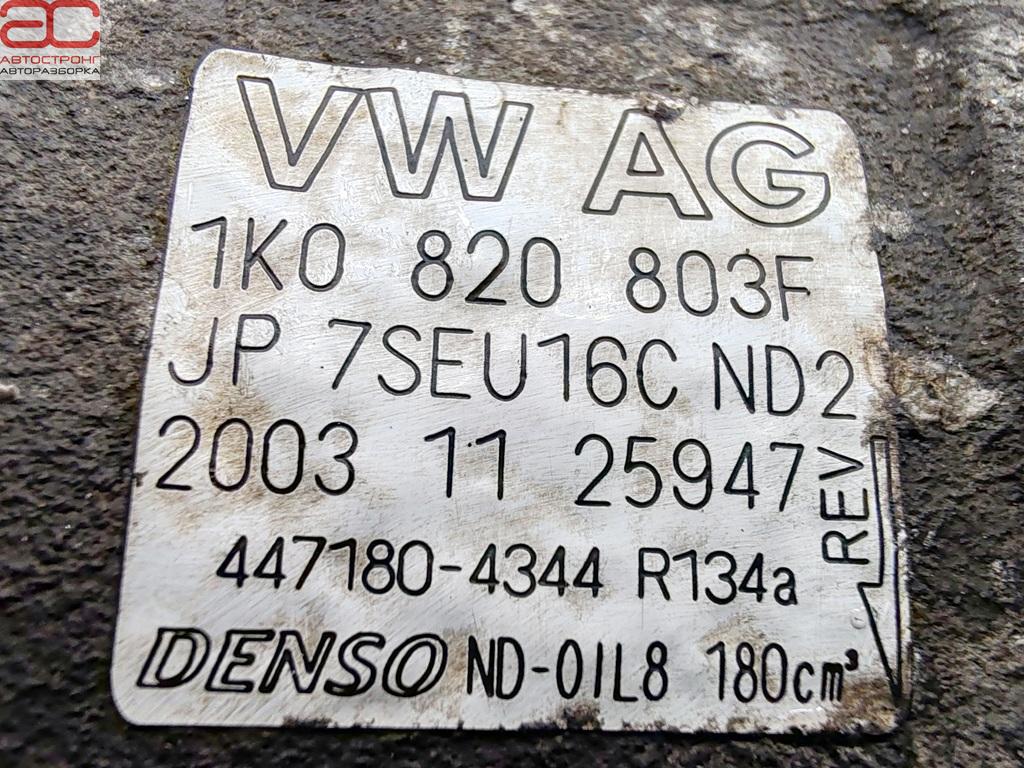 ac
АВТОСТРОНГ
АВТОРАЗБОРКА
VW AG
1K0 820 803F
JP 7SEU16C ND2
2003 11 25947
REV
447180-4344 R134a
DENSO ND-OIL8 180cm³